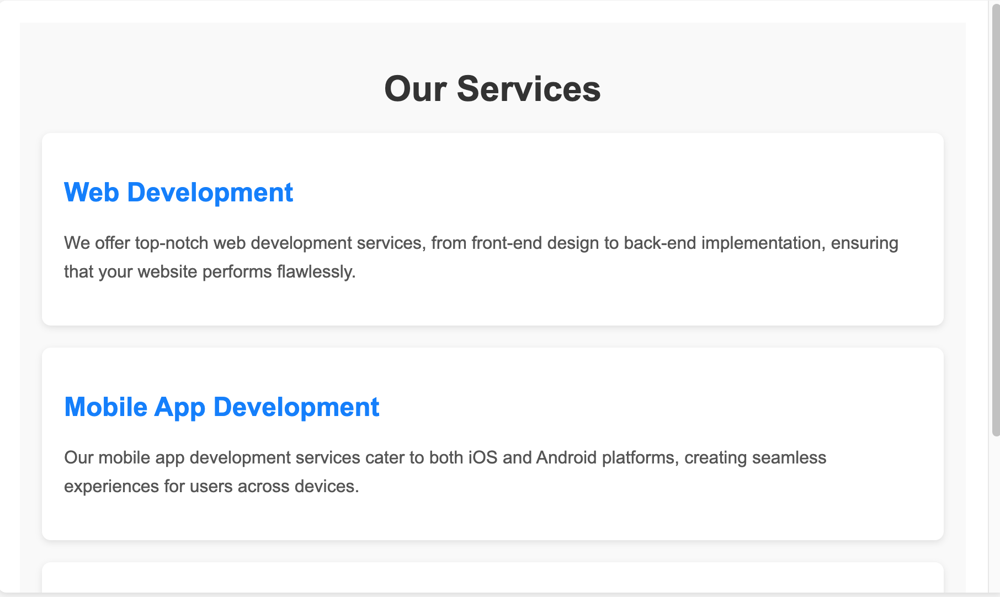 Our Services
Web Development
We offer top-notch web development services, from front-end design to back-end implementation, ensuring
that your website performs flawlessly.
Mobile App Development
Our mobile app development services cater to both iOS and Android platforms, creating seamless
experiences for users across devices.